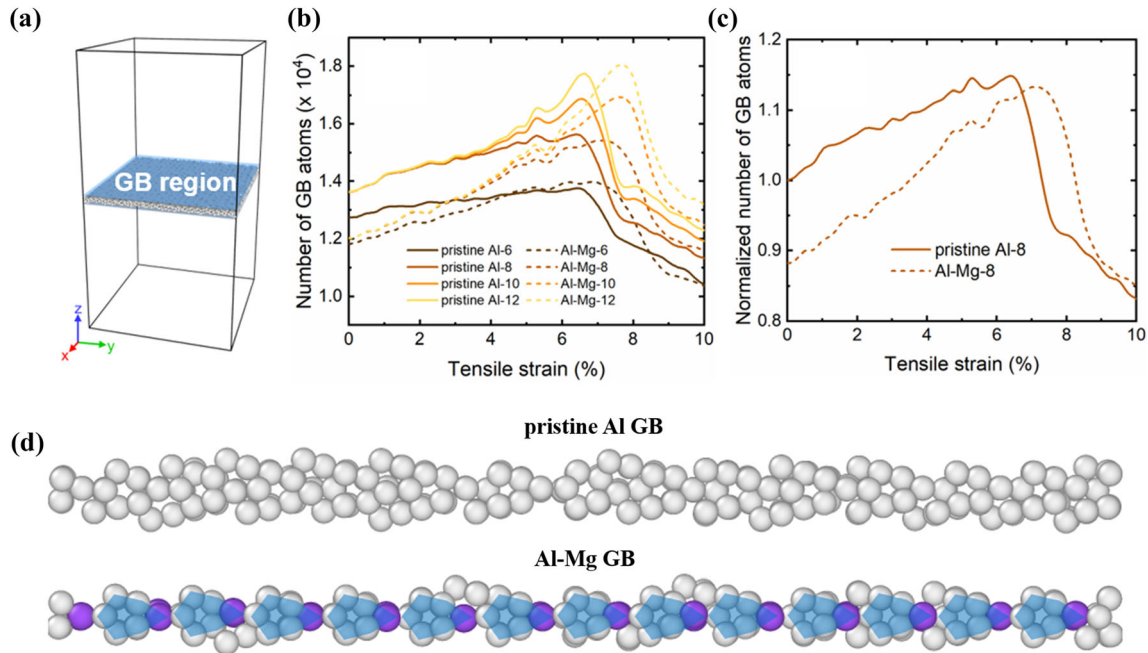 (a)
GB region
z
x
y
(b)
Number of GB atoms (x 10⁴)
1.8
1.6
1.4
1.2
1.0
pristine Al-6
pristine Al-8
pristine Al-10
pristine Al-12
Al-Mg-6
Al-Mg-8
Al-Mg-10
Al-Mg-12
0 2 4 6 8 10
Tensile strain (%)
(c)
Normalized number of GB atoms
1.2
1.1
1.0
0.9
0.8
pristine Al-8
Al-Mg-8
0 2 4 6 8 10
Tensile strain (%)
(d)
pristine Al GB
Al-Mg GB